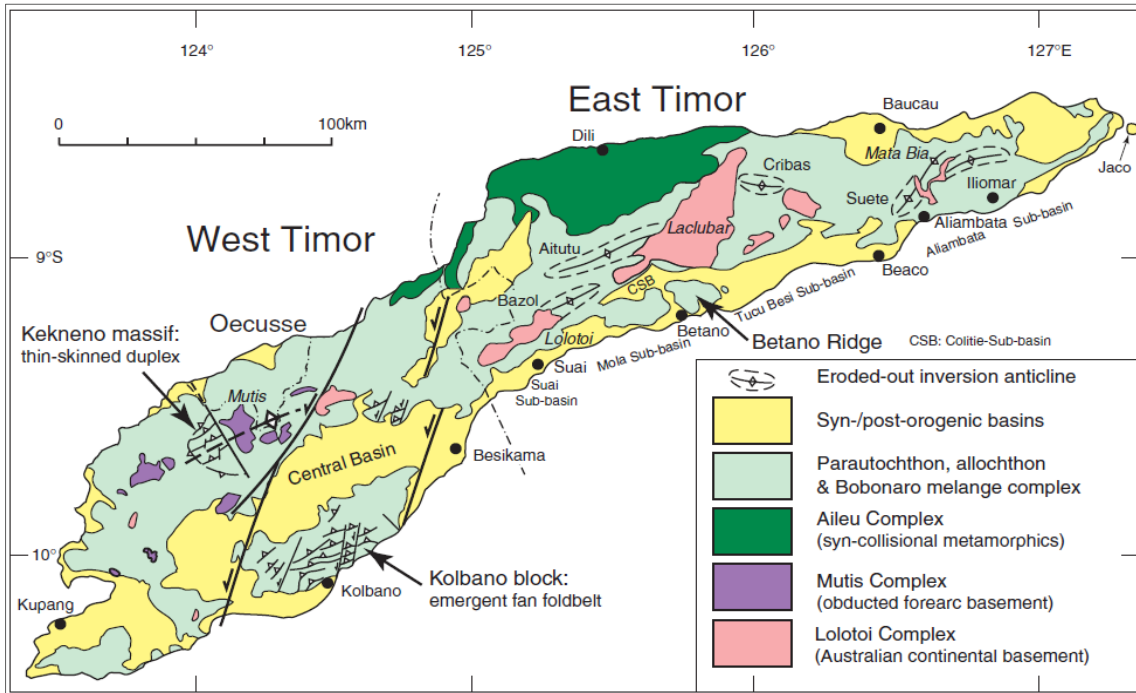 124°
125°
126°
127°E
0
100km
East Timor
Baucau
Dili
Mata Bia
Cribas
Jaco
Suete
Iliomar
Aliambata Sub-basin
Aliambata
West Timor
Laclubar
Aitutu
9°S
Beaco
CSB
Tucu Besi Sub-basin
Bazol
Oecusse
Betano
Kekneno massif:
thin-skinned duplex
Lolotoi
Mola Sub-basin
Betano Ridge
CSB: Colitie-Sub-basin
Suai
Suai
Sub-basin
Mutis
Central Basin
Besikama
10°
Kolbano
Kolbano block:
emergent fan foldbelt
Kupang
Eroded-out inversion anticline
Syn-/post-orogenic basins
Parautochthon, allochthon
& Bobonaro melange complex
Aileu Complex
(syn-collisional metamorphics)
Mutis Complex
(obducted forearc basement)
Lolotoi Complex
(Australian continental basement)